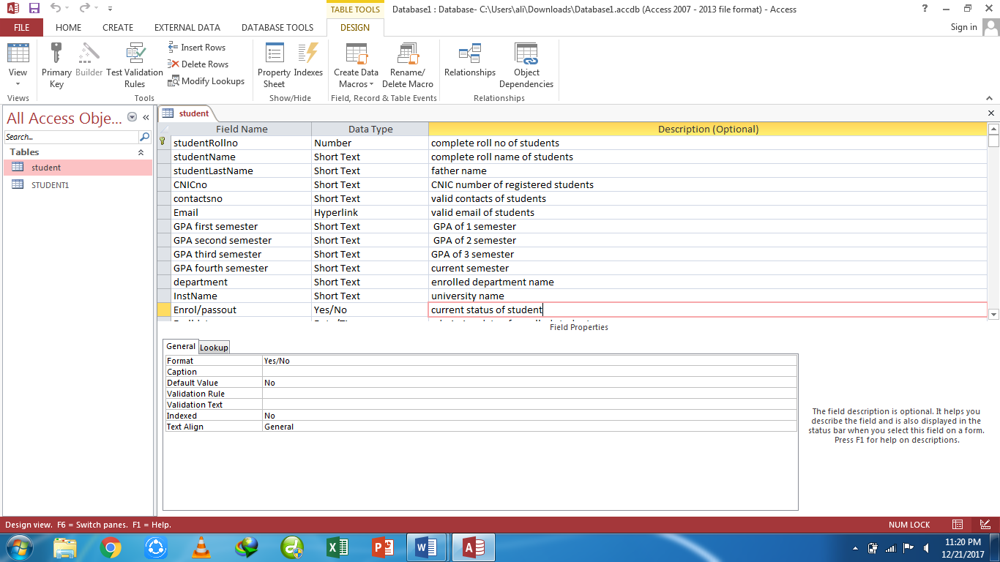 TABLE TOOLS
Database1 : Database- C:\Users\ali\Downloads\Database1.accdb (Access 2007 - 2013 file format) - Access
FILE HOME CREATE EXTERNAL DATA DATABASE TOOLS DESIGN Sign in
View
Views
Primary Key
Builder
Test Validation Rules
Insert Rows
Delete Rows
Modify Lookups
Tools
Property Sheet
Indexes
Show/Hide
Create Data Macros
Rename/ Delete Macro
Field, Record & Table Events
Relationships
Object Dependencies
Relationships
All Access Obje...
Search...
Tables
student
STUDENT1
student
Field Name Data Type Description (Optional)
studentRollno Number complete roll no of students
studentName Short Text complete roll name of students
studentLastName Short Text father name
CNICno Short Text CNIC number of registered students
contactsno Short Text valid contacts of students
Email Hyperlink valid email of students
GPA first semester Short Text GPA of 1 semester
GPA second semester Short Text GPA of 2 semester
GPA third semester Short Text GPA of 3 semester
GPA fourth semester Short Text current semester
department Short Text enrolled department name
InstName Short Text university name
Enrol/passout Yes/No current status of student
Field Properties
General Lookup
Format Yes/No
Caption
Default Value No
Validation Rule
Validation Text
Indexed No
Text Align General
The field description is optional. It helps you
describe the field and is also displayed in the
status bar when you select this field on a form.
Press F1 for help on descriptions.
Design view. F6 = Switch panes. F1 = Help.
NUM LOCK
11:20 PM
12/21/2017